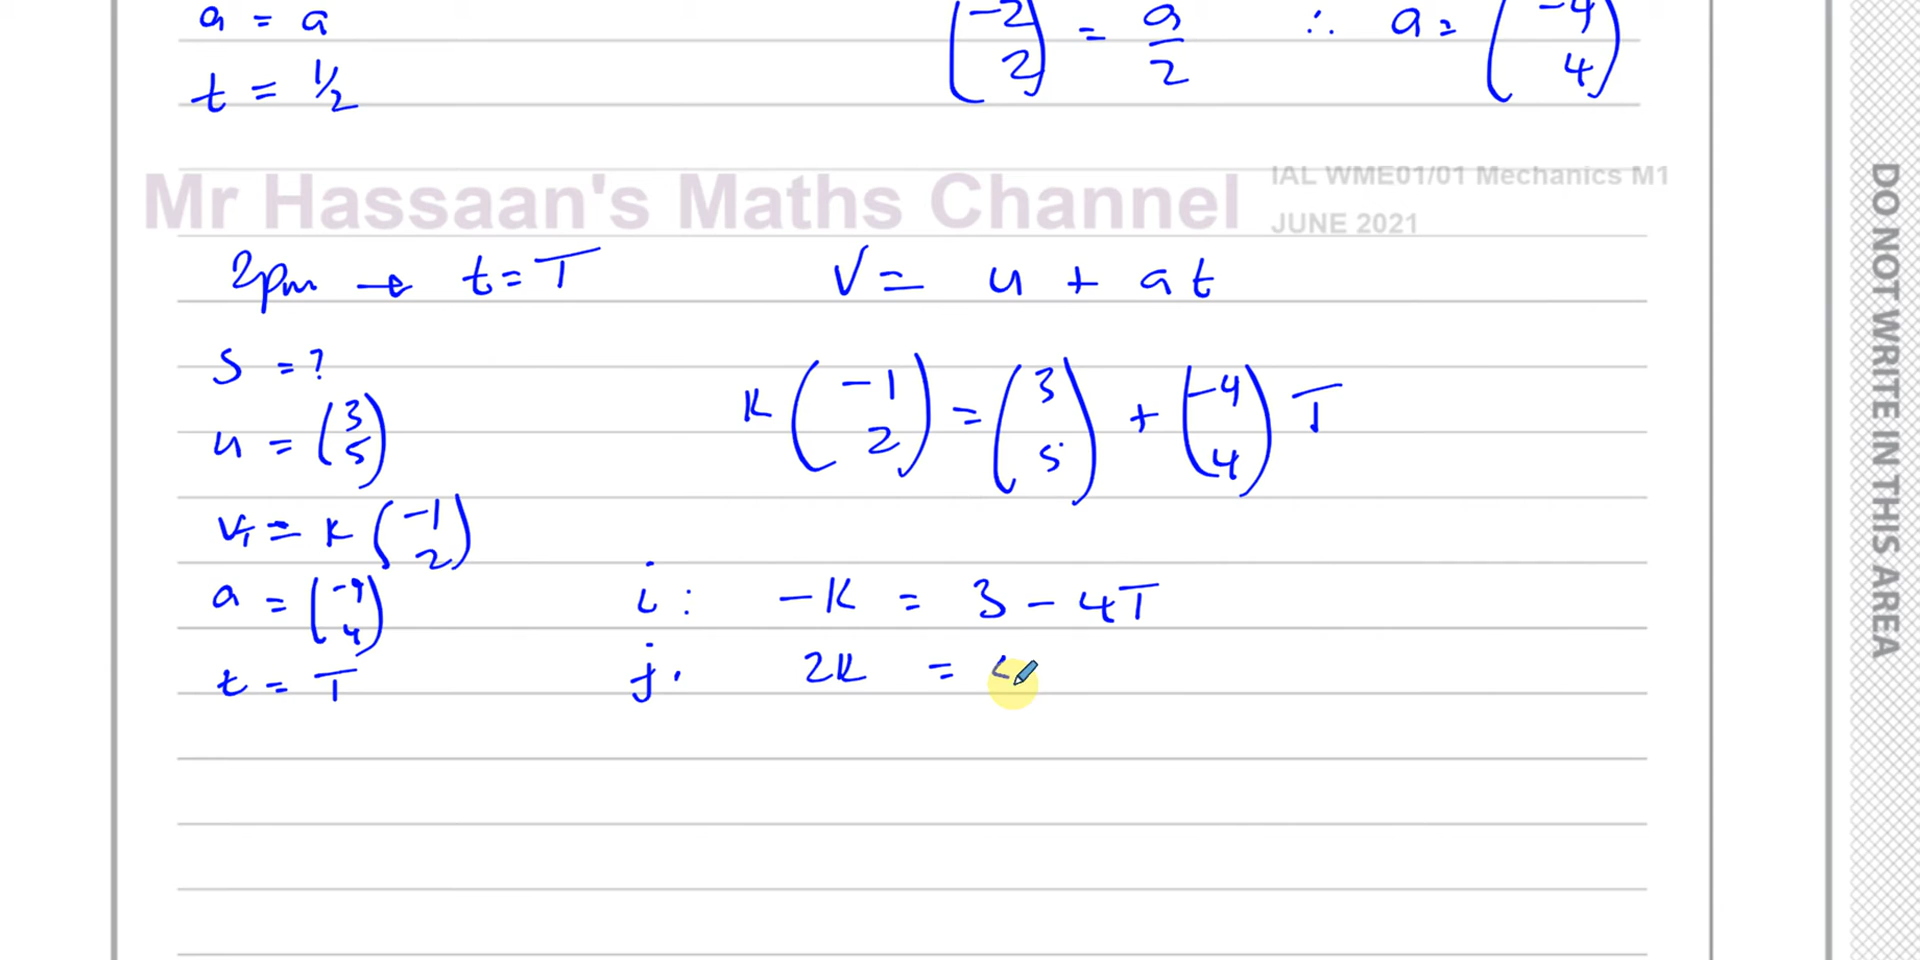 a = a
(-2 2) = a/2 ∴ a = (-4 4)
t = 1/2
Mr Hassaan's Maths Channel
IAL WME01/01 Mechanics M1
JUNE 2021
2pm → t = T
V = u + at
S = ?
u = (3 5)
K (-1 2) = (3 5) + (-4 4) T
V_T = K (-1 2)
a = (-4 4)
i : -K = 3 - 4T
t = T
j. 2K =
DO NOT WRITE IN THIS AREA